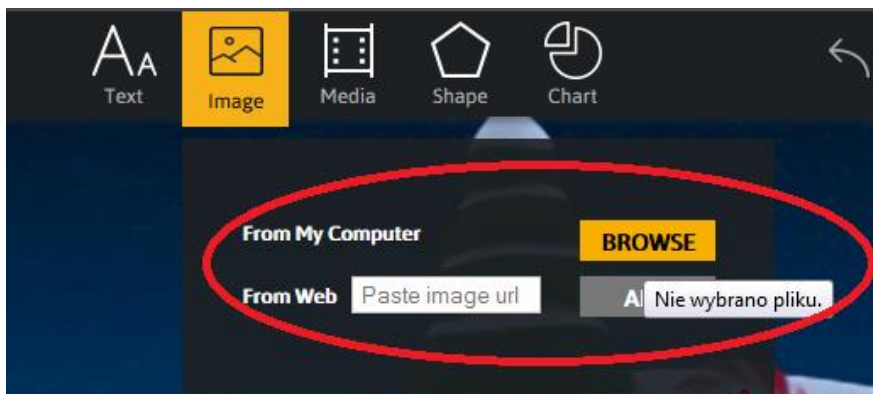 Text Image Media Shape Chart
From My Computer BROWSE
From Web Paste image url
Nie wybrano pliku.